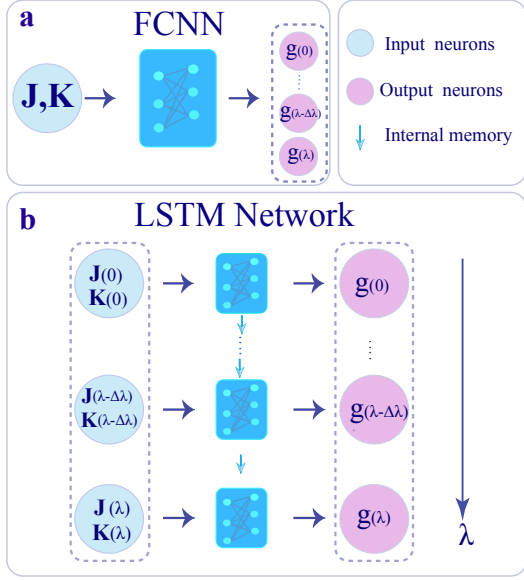 a
FCNN
J,K
g(0)
g(λ-Δλ)
g(λ)
Input neurons
Output neurons
Internal memory
b
LSTM Network
J(0)
K(0)
g(0)
J(λ-Δλ)
K(λ-Δλ)
g(λ-Δλ)
J(λ)
K(λ)
g(λ)
λ